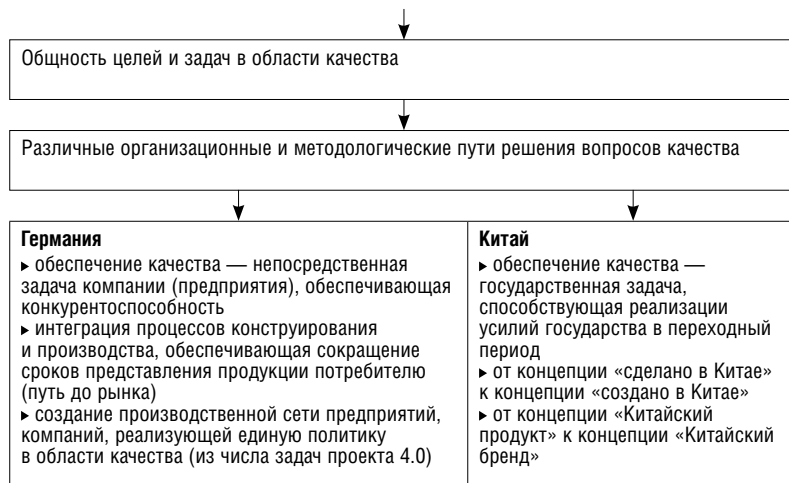 Общность целей и задач в области качества
Различные организационные и методологические пути решения вопросов качества
Германия
▸ обеспечение качества — непосредственная
задача компании (предприятия), обеспечивающая
конкурентоспособность
▸ интеграция процессов конструирования
и производства, обеспечивающая сокращение
сроков представления продукции потребителю
(путь до рынка)
▸ создание производственной сети предприятий,
компаний, реализующей единую политику
в области качества (из числа задач проекта 4.0)
Китай
▸ обеспечение качества —
государственная задача,
способствующая реализации
усилий государства в переходный
период
▸ от концепции «сделано в Китае»
к концепции «создано в Китае»
▸ от концепции «Китайский
продукт» к концепции «Китайский
бренд»